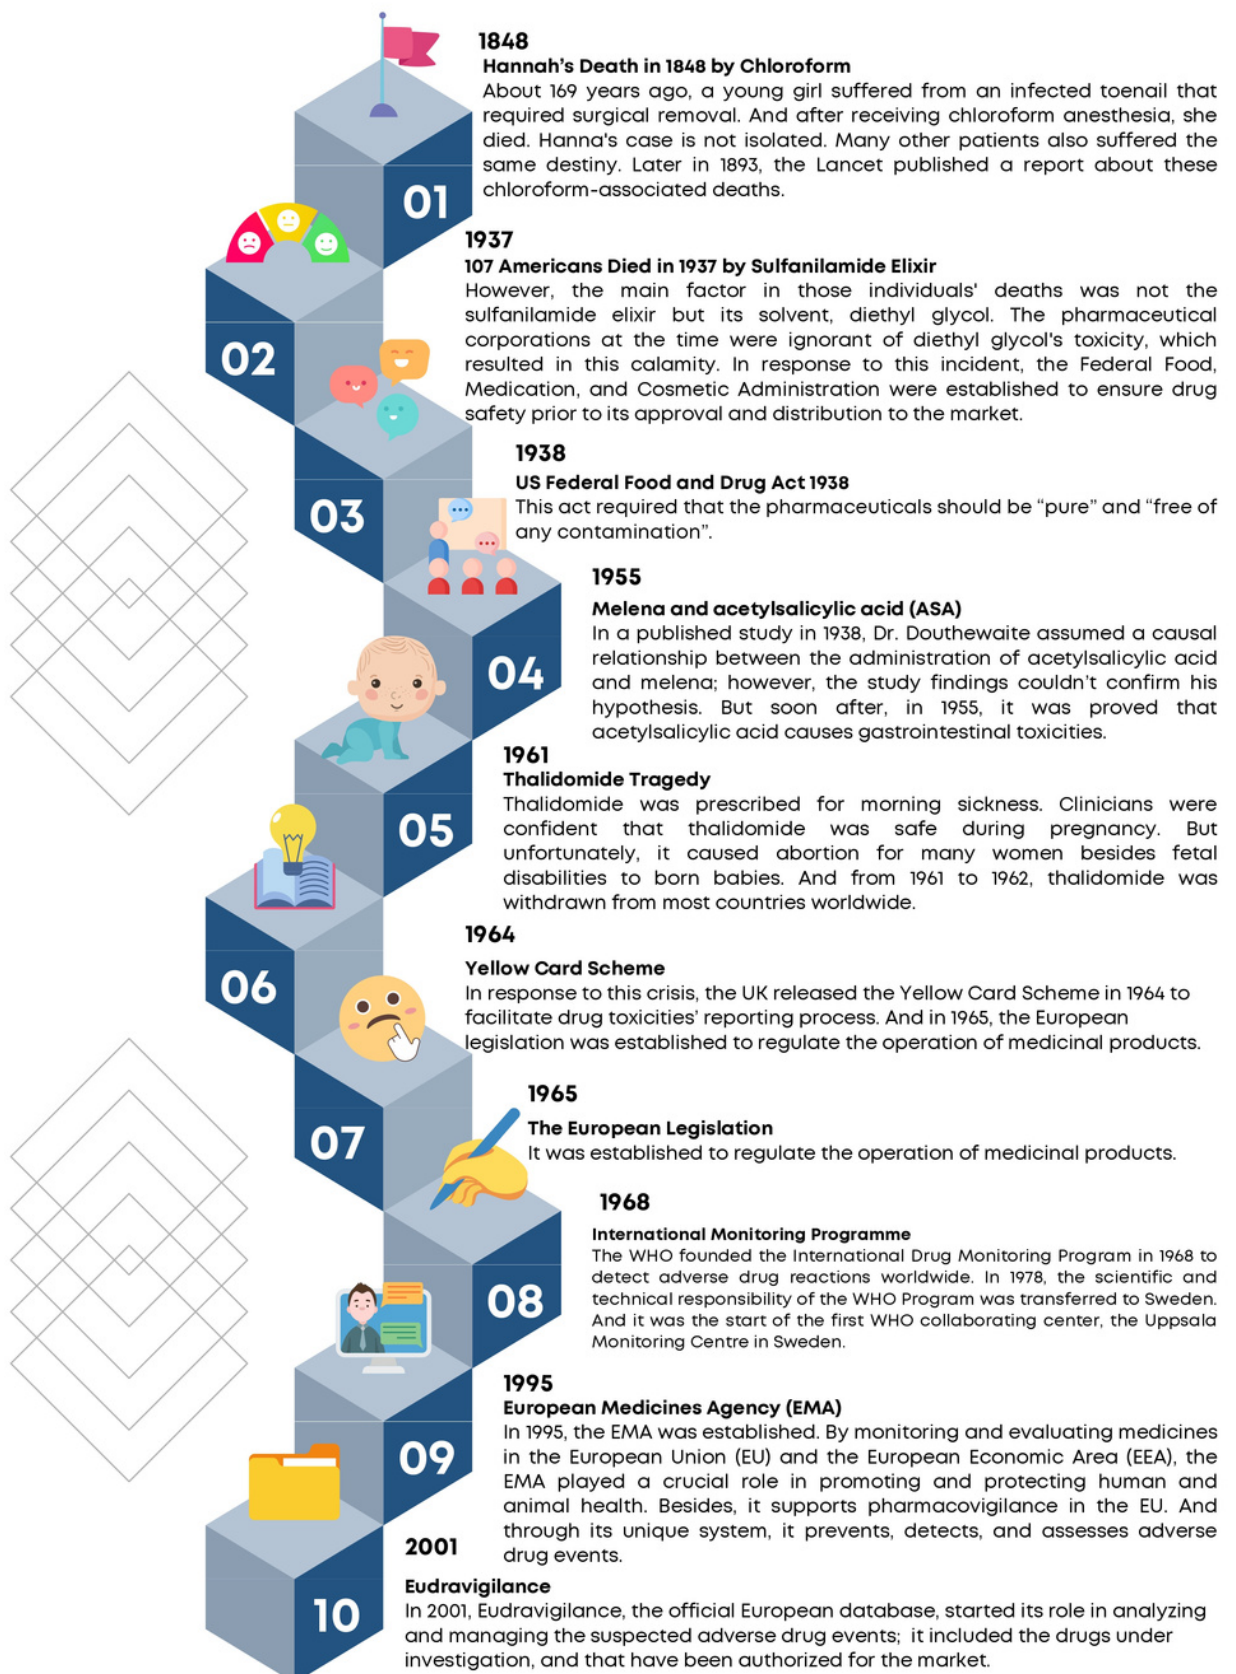 1848
Hannah's Death in 1848 by Chloroform
About 169 years ago, a young girl suffered from an infected toenail that
required surgical removal. And after receiving chloroform anesthesia, she
died. Hanna's case is not isolated. Many other patients also suffered the
same destiny. Later in 1893, the Lancet published a report about these
chloroform-associated deaths.
01
1937
107 Americans Died in 1937 by Sulfanilamide Elixir
However, the main factor in those individuals' deaths was not the
sulfanilamide elixir but its solvent, diethyl glycol. The pharmaceutical
corporations at the time were ignorant of diethyl glycol's toxicity, which
resulted in this calamity. In response to this incident, the Federal Food,
Medication, and Cosmetic Administration were established to ensure drug
safety prior to its approval and distribution to the market.
02
1938
US Federal Food and Drug Act 1938
This act required that the pharmaceuticals should be “pure” and “free of
any contamination”.
03
1955
Melena and acetylsalicylic acid (ASA)
In a published study in 1938, Dr. Douthewaite assumed a causal
relationship between the administration of acetylsalicylic acid
and melena; however, the study findings couldn't confirm his
hypothesis. But soon after, in 1955, it was proved that
acetylsalicylic acid causes gastrointestinal toxicities.
04
1961
Thalidomide Tragedy
Thalidomide was prescribed for morning sickness. Clinicians were
confident that thalidomide was safe during pregnancy. But
unfortunately, it caused abortion for many women besides fetal
disabilities to born babies. And from 1961 to 1962, thalidomide was
withdrawn from most countries worldwide.
05
1964
Yellow Card Scheme
In response to this crisis, the UK released the Yellow Card Scheme in 1964 to
facilitate drug toxicities' reporting process. And in 1965, the European
legislation was established to regulate the operation of medicinal products.
06
1965
The European Legislation
It was established to regulate the operation of medicinal products.
07
1968
International Monitoring Programme
The WHO founded the International Drug Monitoring Program in 1968 to
detect adverse drug reactions worldwide. In 1978, the scientific and
technical responsibility of the WHO Program was transferred to Sweden.
And it was the start of the first WHO collaborating center, the Uppsala
Monitoring Centre in Sweden.
08
1995
European Medicines Agency (EMA)
In 1995, the EMA was established. By monitoring and evaluating medicines
in the European Union (EU) and the European Economic Area (EEA), the
EMA played a crucial role in promoting and protecting human and
animal health. Besides, it supports pharmacovigilance in the EU. And
through its unique system, it prevents, detects, and assesses adverse
drug events.
09
2001
Eudravigilance
In 2001, Eudravigilance, the official European database, started its role in analyzing
and managing the suspected adverse drug events; it included the drugs under
investigation, and that have been authorized for the market.
10